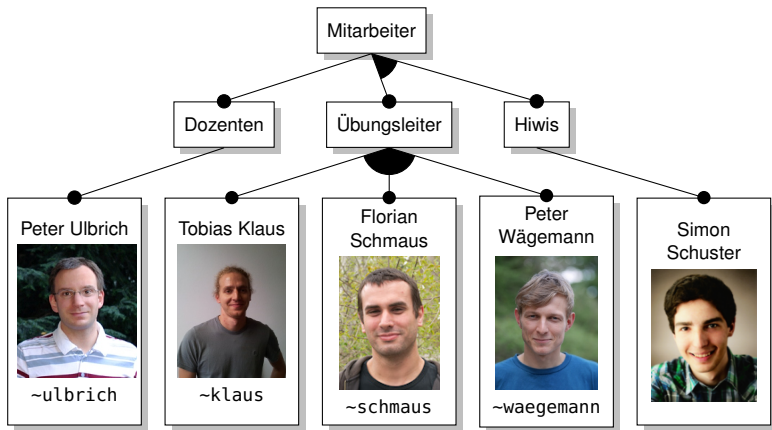 Mitarbeiter
Dozenten
Übungsleiter
Hiwis
Peter Ulbrich
~ulbrich
Tobias Klaus
~klaus
Florian
Schmaus
~schmaus
Peter
Wägemann
~waegemann
Simon
Schuster